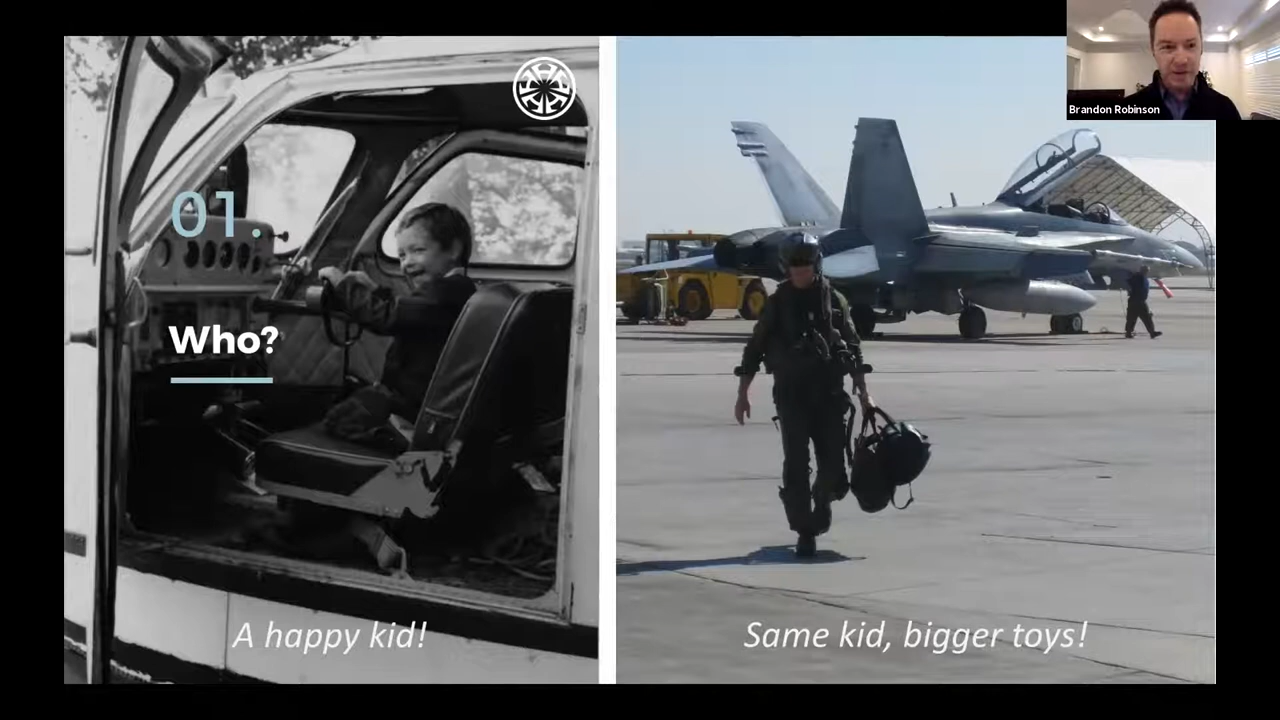 01.
Who?
A happy kid!
Same kid, bigger toys!
Brandon Robinson